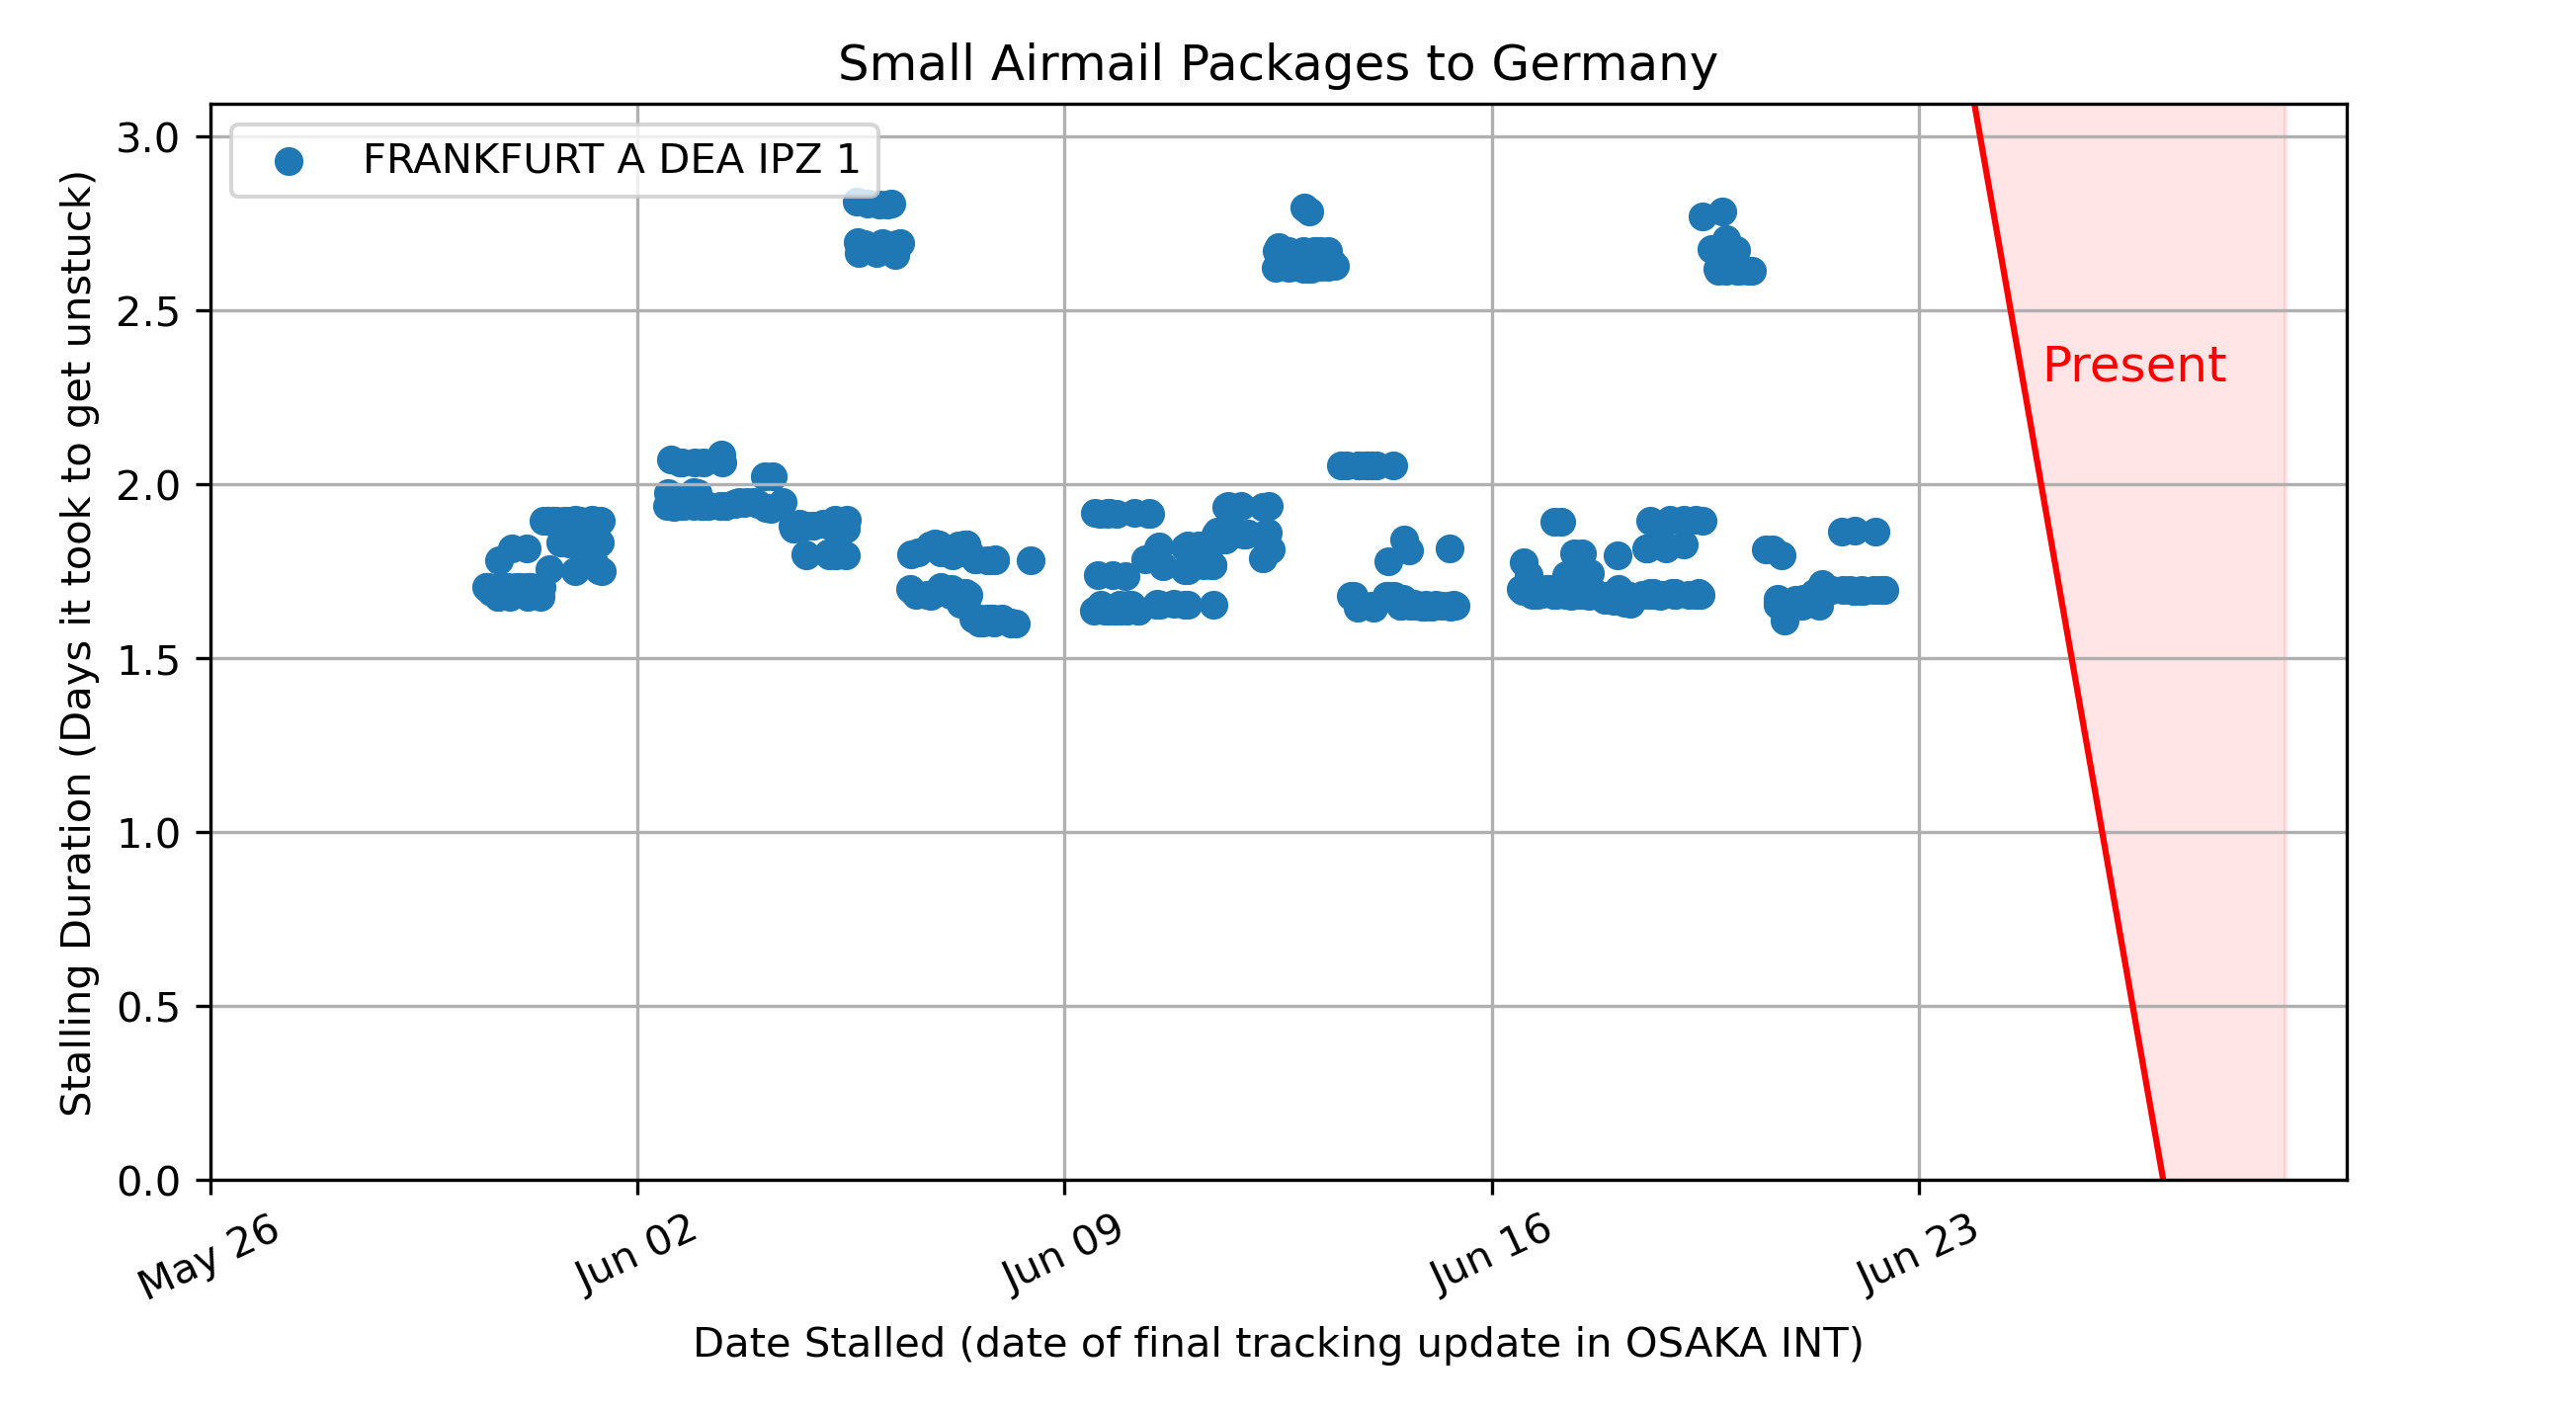 Small Airmail Packages to Germany
FRANKFURT A DEA IPZ 1
Stalling Duration (Days it took to get unstuck)
3.0
2.5
2.0
1.5
1.0
0.5
0.0
Present
May 26
Jun 02
Jun 09
Jun 16
Jun 23
Date Stalled (date of final tracking update in OSAKA INT)